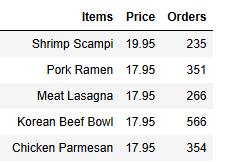 Items Price Orders
Shrimp Scampi 19.95 235
Pork Ramen 17.95 351
Meat Lasagna 17.95 266
Korean Beef Bowl 17.95 566
Chicken Parmesan 17.95 354